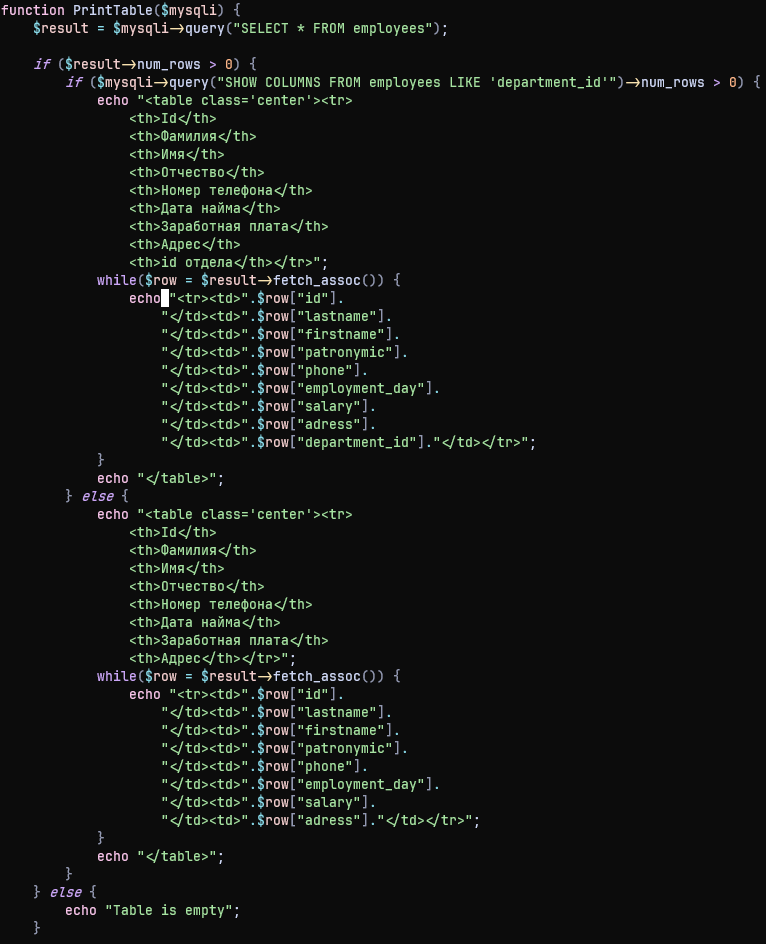 function PrintTable($mysqli) {
    $result = $mysqli->query("SELECT * FROM employees");

    if ($result->num_rows > 0) {
        if ($mysqli->query("SHOW COLUMNS FROM employees LIKE 'department_id'")->num_rows > 0) {
            echo "<table class='center'><tr>
                <th>Id</th>
                <th>Фамилия</th>
                <th>Имя</th>
                <th>Отчество</th>
                <th>Номер телефона</th>
                <th>Дата найма</th>
                <th>Заработная плата</th>
                <th>Адрес</th>
                <th>id отдела</th></tr>";
            while($row = $result->fetch_assoc()) {
                echo "<tr><td>".$row["id"].
                    "</td><td>".$row["lastname"].
                    "</td><td>".$row["firstname"].
                    "</td><td>".$row["patronymic"].
                    "</td><td>".$row["phone"].
                    "</td><td>".$row["employment_day"].
                    "</td><td>".$row["salary"].
                    "</td><td>".$row["adress"].
                    "</td><td>".$row["department_id"]."</td></tr>";
            }
            echo "</table>";
        } else {
            echo "<table class='center'><tr>
                <th>Id</th>
                <th>Фамилия</th>
                <th>Имя</th>
                <th>Отчество</th>
                <th>Номер телефона</th>
                <th>Дата найма</th>
                <th>Заработная плата</th>
                <th>Адрес</th></tr>";
            while($row = $result->fetch_assoc()) {
                echo "<tr><td>".$row["id"].
                    "</td><td>".$row["lastname"].
                    "</td><td>".$row["firstname"].
                    "</td><td>".$row["patronymic"].
                    "</td><td>".$row["phone"].
                    "</td><td>".$row["employment_day"].
                    "</td><td>".$row["salary"].
                    "</td><td>".$row["adress"]."</td></tr>";
            }
            echo "</table>";
        }
    } else {
        echo "Table is empty";
    }